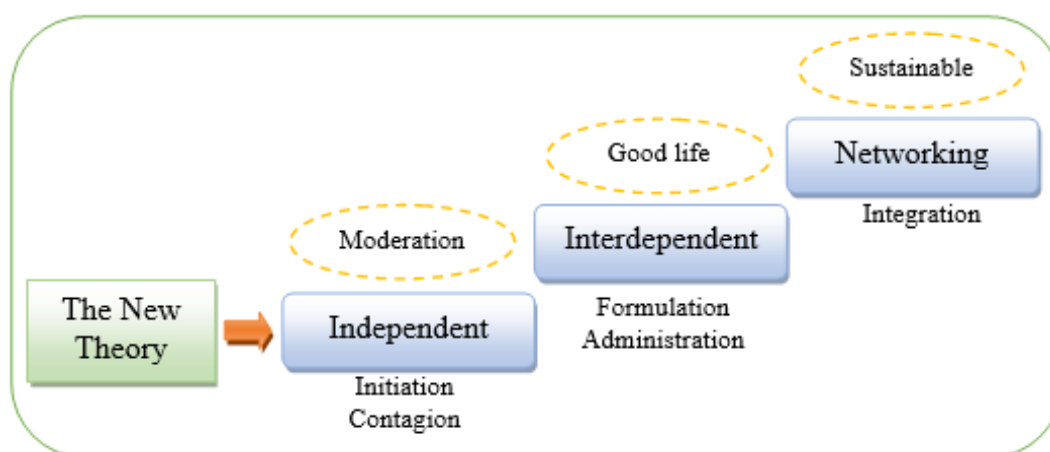 Sustainable
Networking
Integration
Good life
Interdependent
Formulation
Administration
Moderation
Independent
Initiation
Contagion
The New
Theory